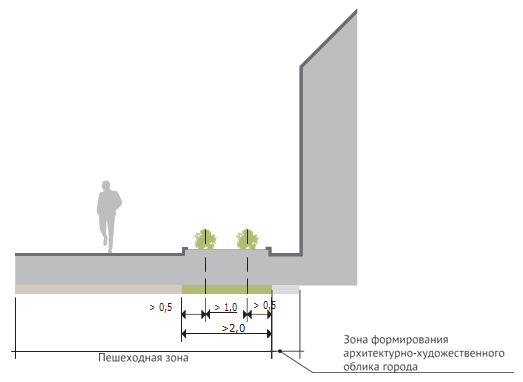 > 0,5
> 1,0
> 0,5
>2,0
Пешеходная зона
Зона формирования
архитектурно-художественного
облика города